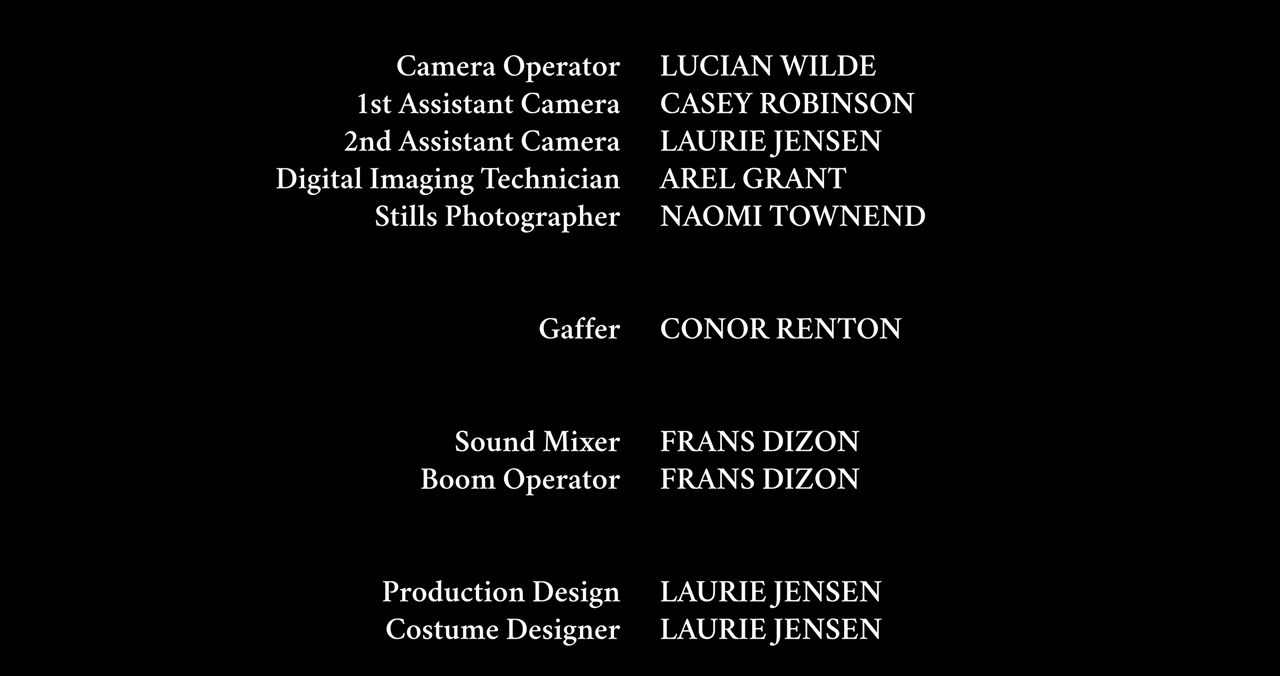 Camera Operator LUCIAN WILDE
1st Assistant Camera CASEY ROBINSON
2nd Assistant Camera LAURIE JENSEN
Digital Imaging Technician AREL GRANT
Stills Photographer NAOMI TOWNEND
Gaffer CONOR RENTON
Sound Mixer FRANS DIZON
Boom Operator FRANS DIZON
Production Design LAURIE JENSEN
Costume Designer LAURIE JENSEN